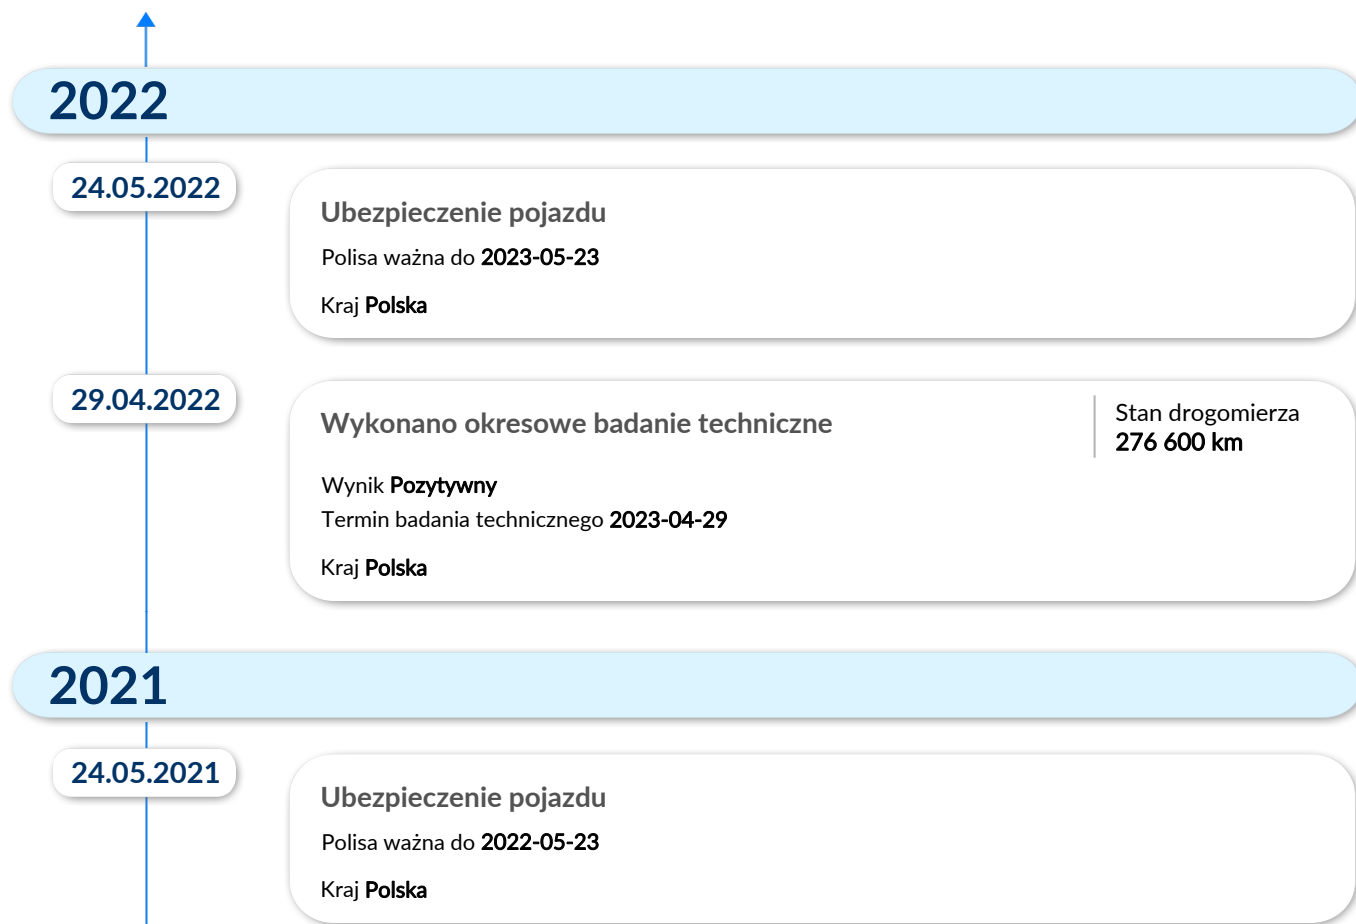 2022
24.05.2022
Ubezpieczenie pojazdu
Polisa ważna do 2023-05-23
Kraj Polska
29.04.2022
Wykonano okresowe badanie techniczne
Stan drogomierza
276 600 km
Wynik Pozytywny
Termin badania technicznego 2023-04-29
Kraj Polska
2021
24.05.2021
Ubezpieczenie pojazdu
Polisa ważna do 2022-05-23
Kraj Polska